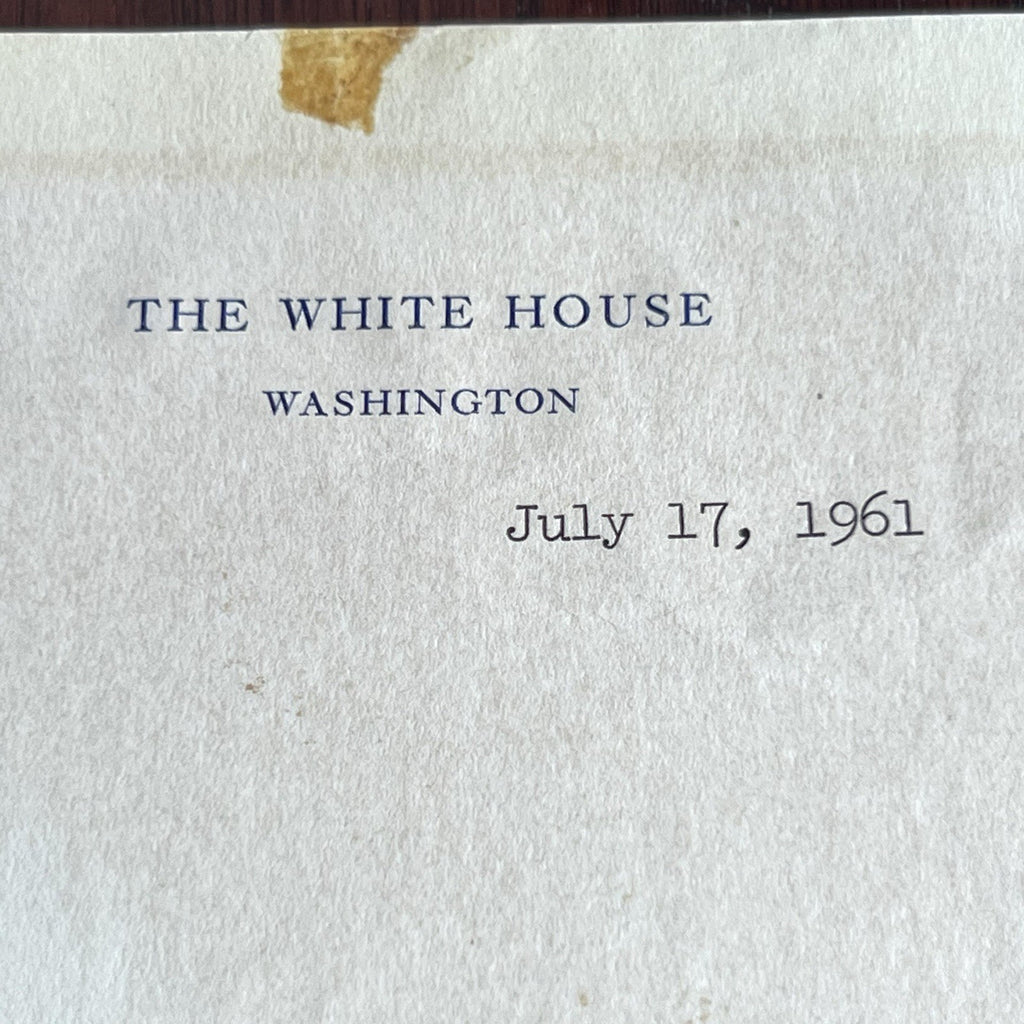 THE WHITE HOUSE
WASHINGTON
July 17, 1961